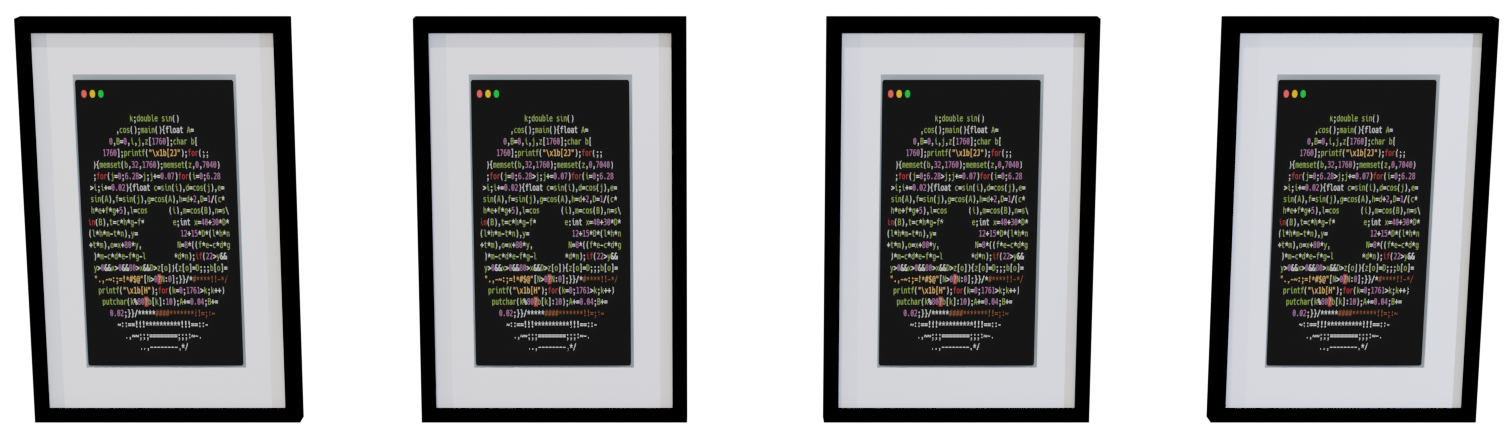 k;double sin()
,cos();main(){float A=
0,B=0,i,j,z[1760];char b[
1760];printf("\x1b[2J");for(;;
){memset(b,32,1760);memset(z,0,7040)
;for(j=0;6.28>j;j+=0.07)for(i=0;6.28
>i;i+=0.02){float c=sin(i),d=cos(j),e=
sin(A),f=sin(j),g=cos(A),h=d+2,D=1/(c*
h*e+f*g+5),l=cos (i),m=cos(B),n=s\
in(B),t=c*h*g-f* e;int x=40+30*D*
(l*h*m-t*n),y= 12+15*D*(l*h*n
+t*m),o=x+80*y, N=8*((f*e-c*d*g
)*m-c*d*e-f*g-l *d*n);if(22>y&&
y>0&&x>0&&80>x&&D>z[o]){z[o]=D;;;b[o]=
".,-~:;=!*#$@"[N>0?N:0];}}/*#****!!-*/
printf("\x1b[H");for(k=0;1761>k;k++)
putchar(k%80?b[k]:10);A+=0.04;B+=
0.02;}}/*****####*******!!=;:~
~::==!!!**********!!!==::-
.,~~;;;========;;;:~-.
..,--------,*/
k;double sin()
,cos();main(){float A=
0,B=0,i,j,z[1760];char b[
1760];printf("\x1b[2J");for(;;
){memset(b,32,1760);memset(z,0,7040)
;for(j=0;6.28>j;j+=0.07)for(i=0;6.28
>i;i+=0.02){float c=sin(i),d=cos(j),e=
sin(A),f=sin(j),g=cos(A),h=d+2,D=1/(c*
h*e+f*g+5),l=cos (i),m=cos(B),n=s\
in(B),t=c*h*g-f* e;int x=40+30*D*
(l*h*m-t*n),y= 12+15*D*(l*h*n
+t*m),o=x+80*y, N=8*((f*e-c*d*g
)*m-c*d*e-f*g-l *d*n);if(22>y&&
y>0&&x>0&&80>x&&D>z[o]){z[o]=D;;;b[o]=
".,-~:;=!*#$@"[N>0?N:0];}}/*#****!!-*/
printf("\x1b[H");for(k=0;1761>k;k++)
putchar(k%80?b[k]:10);A+=0.04;B+=
0.02;}}/*****####*******!!=;:~
~::==!!!**********!!!==::-
.,~~;;;========;;;:~-.
..,--------,*/
k;double sin()
,cos();main(){float A=
0,B=0,i,j,z[1760];char b[
1760];printf("\x1b[2J");for(;;
){memset(b,32,1760);memset(z,0,7040)
;for(j=0;6.28>j;j+=0.07)for(i=0;6.28
>i;i+=0.02){float c=sin(i),d=cos(j),e=
sin(A),f=sin(j),g=cos(A),h=d+2,D=1/(c*
h*e+f*g+5),l=cos (i),m=cos(B),n=s\
in(B),t=c*h*g-f* e;int x=40+30*D*
(l*h*m-t*n),y= 12+15*D*(l*h*n
+t*m),o=x+80*y, N=8*((f*e-c*d*g
)*m-c*d*e-f*g-l *d*n);if(22>y&&
y>0&&x>0&&80>x&&D>z[o]){z[o]=D;;;b[o]=
".,-~:;=!*#$@"[N>0?N:0];}}/*#****!!-*/
printf("\x1b[H");for(k=0;1761>k;k++)
putchar(k%80?b[k]:10);A+=0.04;B+=
0.02;}}/*****####*******!!=;:~
~::==!!!**********!!!==::-
.,~~;;;========;;;:~-.
..,--------,*/
k;double sin()
,cos();main(){float A=
0,B=0,i,j,z[1760];char b[
1760];printf("\x1b[2J");for(;;
){memset(b,32,1760);memset(z,0,7040)
;for(j=0;6.28>j;j+=0.07)for(i=0;6.28
>i;i+=0.02){float c=sin(i),d=cos(j),e=
sin(A),f=sin(j),g=cos(A),h=d+2,D=1/(c*
h*e+f*g+5),l=cos (i),m=cos(B),n=s\
in(B),t=c*h*g-f* e;int x=40+30*D*
(l*h*m-t*n),y= 12+15*D*(l*h*n
+t*m),o=x+80*y, N=8*((f*e-c*d*g
)*m-c*d*e-f*g-l *d*n);if(22>y&&
y>0&&x>0&&80>x&&D>z[o]){z[o]=D;;;b[o]=
".,-~:;=!*#$@"[N>0?N:0];}}/*#****!!-*/
printf("\x1b[H");for(k=0;1761>k;k++)
putchar(k%80?b[k]:10);A+=0.04;B+=
0.02;}}/*****####*******!!=;:~
~::==!!!**********!!!==::-
.,~~;;;========;;;:~-.
..,--------,*/